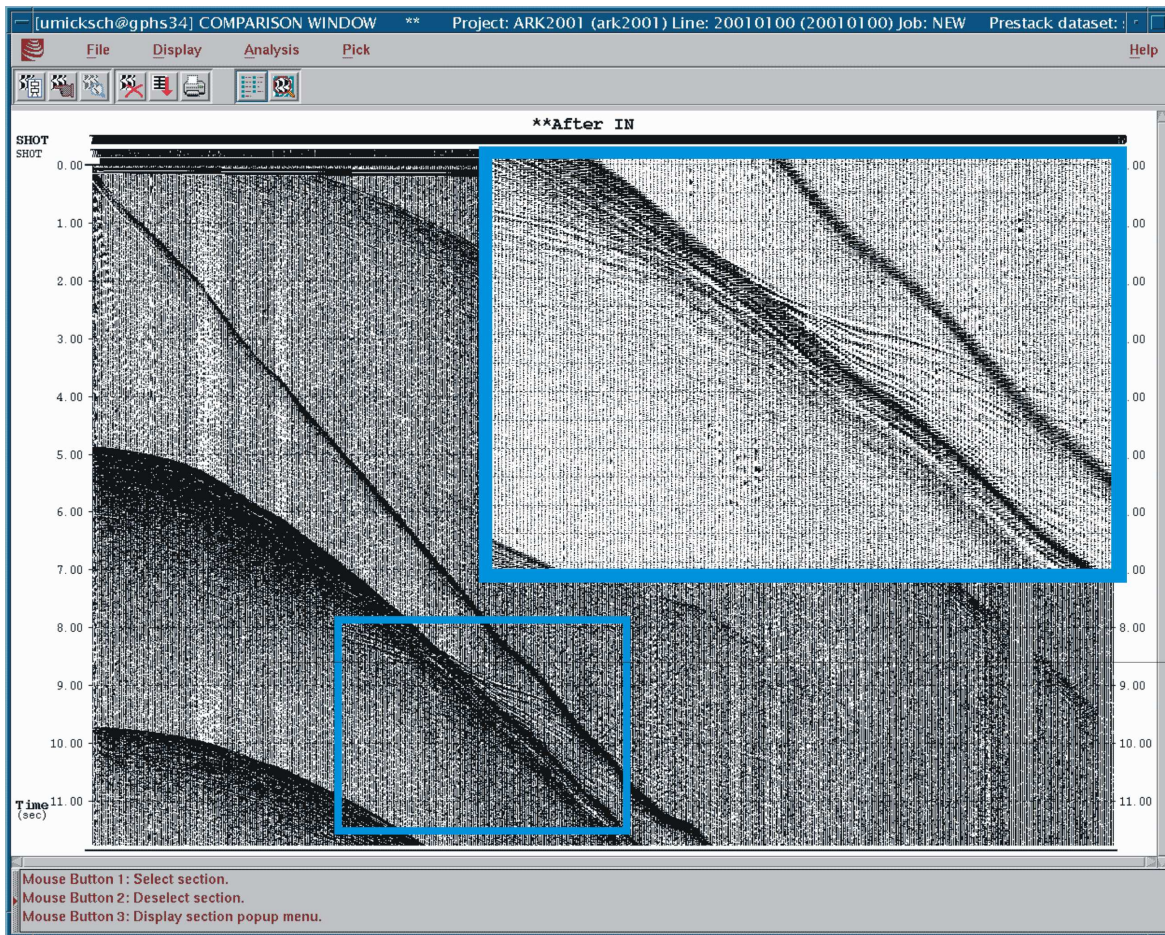 [umicksch@gphs34] COMPARISON WINDOW ** Project: ARK2001 (ark2001) Line: 20010100 (20010100) Job: NEW Prestack dataset:
File Display Analysis Pick Help
**After IN
SHOT
SHOT
0.00 .00
1.00 .00
2.00 .00
3.00 .00
4.00 .00
5.00 .00
6.00 .00
7.00 .00
8.00 8.00
9.00 9.00
10.00 10.00
Time 11.00 11.00
(sec)
Mouse Button 1: Select section.
Mouse Button 2: Deselect section.
Mouse Button 3: Display section popup menu.